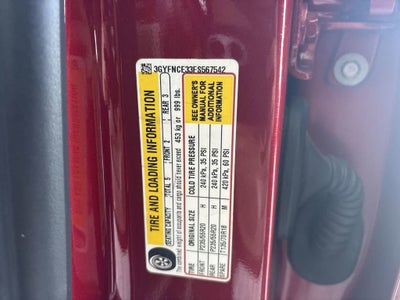 3GYFNCE33FS567542
TIRE AND LOADING INFORMATION
SEATING CAPACITY TOTAL 5 FRONT 2 REAR 3
The combined weight of occupants and cargo should never exceed 453 kg or 999 lbs.
TIRE ORIGINAL SIZE COLD TIRE PRESSURE
FRONT P235/55R20 H 240 kPa, 35 PSI
REAR P235/55R20 H 240 kPa, 35 PSI
SPARE T135/70R18 M 420 kPa, 60 PSI
SEE OWNER'S
MANUAL FOR
ADDITIONAL
INFORMATION